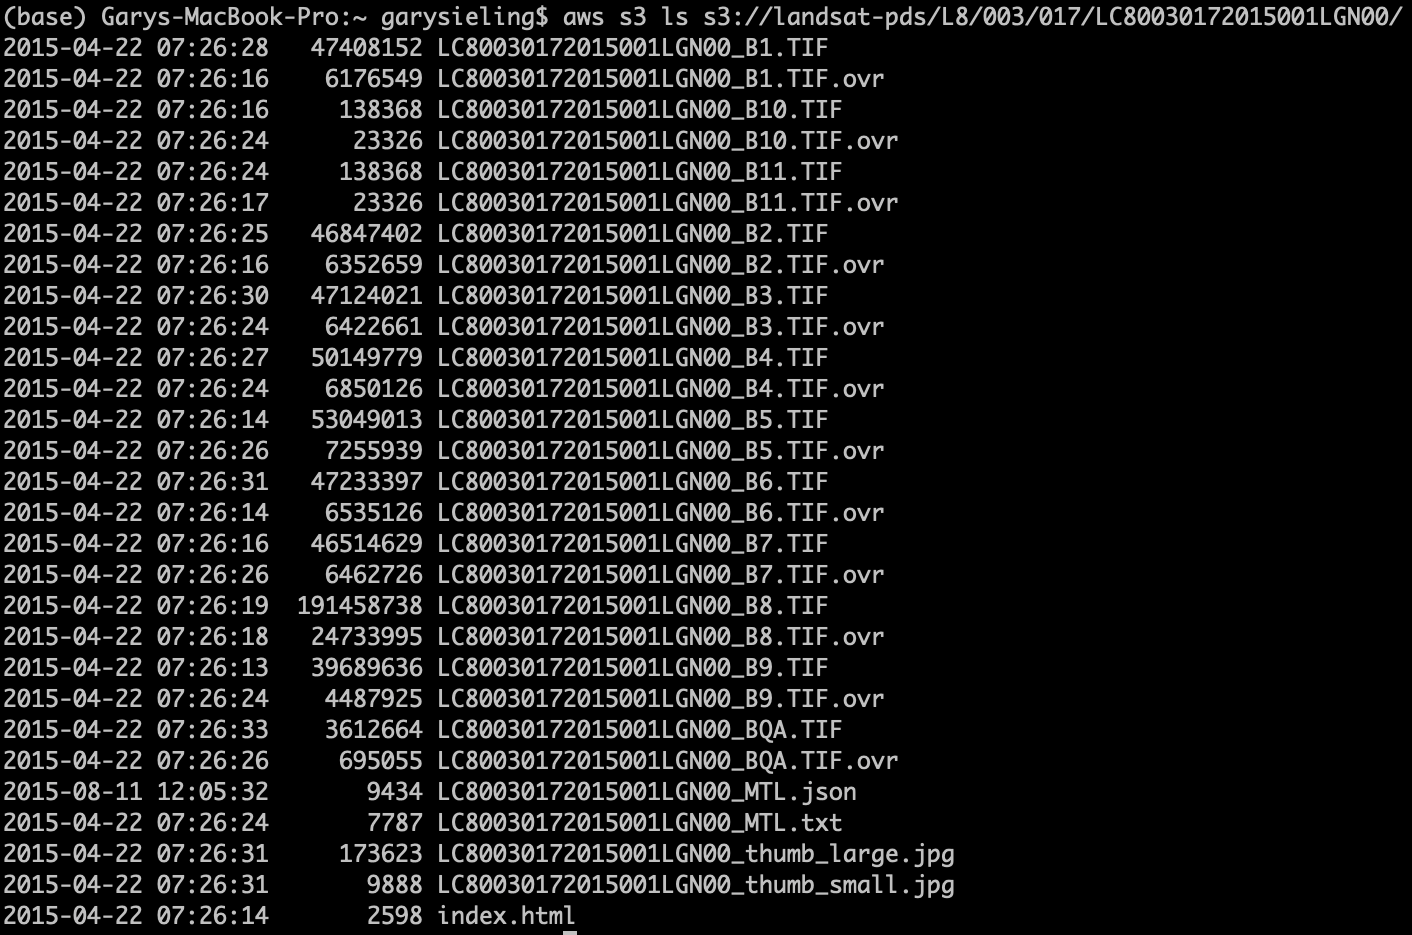 (base) Garys-MacBook-Pro:~ garysieling$ aws s3 ls s3://landsat-pds/L8/003/017/LC80030172015001LGN00/
2015-04-22 07:26:28   47408152 LC80030172015001LGN00_B1.TIF
2015-04-22 07:26:16    6176549 LC80030172015001LGN00_B1.TIF.ovr
2015-04-22 07:26:16     138368 LC80030172015001LGN00_B10.TIF
2015-04-22 07:26:24      23326 LC80030172015001LGN00_B10.TIF.ovr
2015-04-22 07:26:24     138368 LC80030172015001LGN00_B11.TIF
2015-04-22 07:26:17      23326 LC80030172015001LGN00_B11.TIF.ovr
2015-04-22 07:26:25   46847402 LC80030172015001LGN00_B2.TIF
2015-04-22 07:26:16    6352659 LC80030172015001LGN00_B2.TIF.ovr
2015-04-22 07:26:30   47124021 LC80030172015001LGN00_B3.TIF
2015-04-22 07:26:24    6422661 LC80030172015001LGN00_B3.TIF.ovr
2015-04-22 07:26:27   50149779 LC80030172015001LGN00_B4.TIF
2015-04-22 07:26:24    6850126 LC80030172015001LGN00_B4.TIF.ovr
2015-04-22 07:26:14   53049013 LC80030172015001LGN00_B5.TIF
2015-04-22 07:26:26    7255939 LC80030172015001LGN00_B5.TIF.ovr
2015-04-22 07:26:31   47233397 LC80030172015001LGN00_B6.TIF
2015-04-22 07:26:14    6535126 LC80030172015001LGN00_B6.TIF.ovr
2015-04-22 07:26:16   46514629 LC80030172015001LGN00_B7.TIF
2015-04-22 07:26:26    6462726 LC80030172015001LGN00_B7.TIF.ovr
2015-04-22 07:26:19  191458738 LC80030172015001LGN00_B8.TIF
2015-04-22 07:26:18   24733995 LC80030172015001LGN00_B8.TIF.ovr
2015-04-22 07:26:13   39689636 LC80030172015001LGN00_B9.TIF
2015-04-22 07:26:24    4487925 LC80030172015001LGN00_B9.TIF.ovr
2015-04-22 07:26:33    3612664 LC80030172015001LGN00_BQA.TIF
2015-04-22 07:26:26     695055 LC80030172015001LGN00_BQA.TIF.ovr
2015-08-11 12:05:32       9434 LC80030172015001LGN00_MTL.json
2015-04-22 07:26:24       7787 LC80030172015001LGN00_MTL.txt
2015-04-22 07:26:31     173623 LC80030172015001LGN00_thumb_large.jpg
2015-04-22 07:26:31       9888 LC80030172015001LGN00_thumb_small.jpg
2015-04-22 07:26:14       2598 index.html